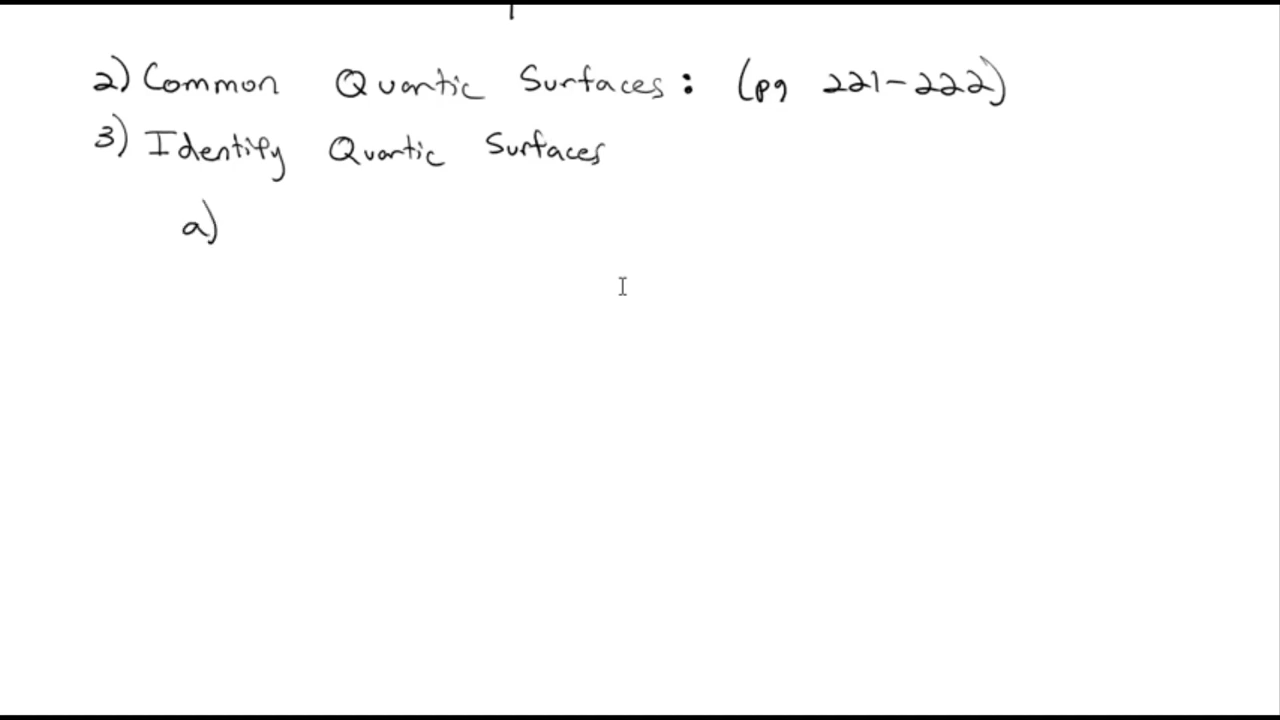 2) Common Quartic Surfaces: (pg 221-222)
3) Identify Quartic Surfaces
a)